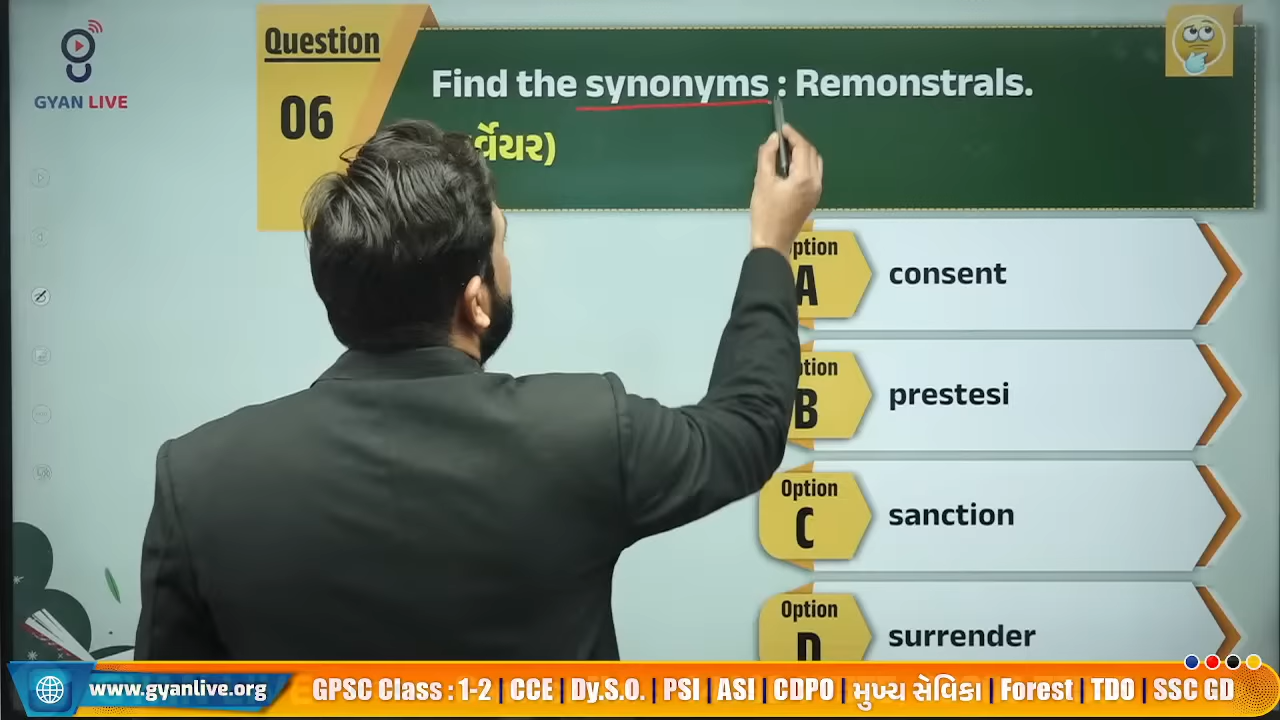 GYAN LIVE
Question
06
Find the synonyms : Remonstrals.
Option
A
consent
Option
B
prestesi
Option
C
sanction
Option
D
surrender
www.gyanlive.org
GPSC Class : 1-2 | CCE | Dy.S.O. | PSI | ASI | CDPO | મુખ્ય સેવિકા | Forest | TDO | SSC GD